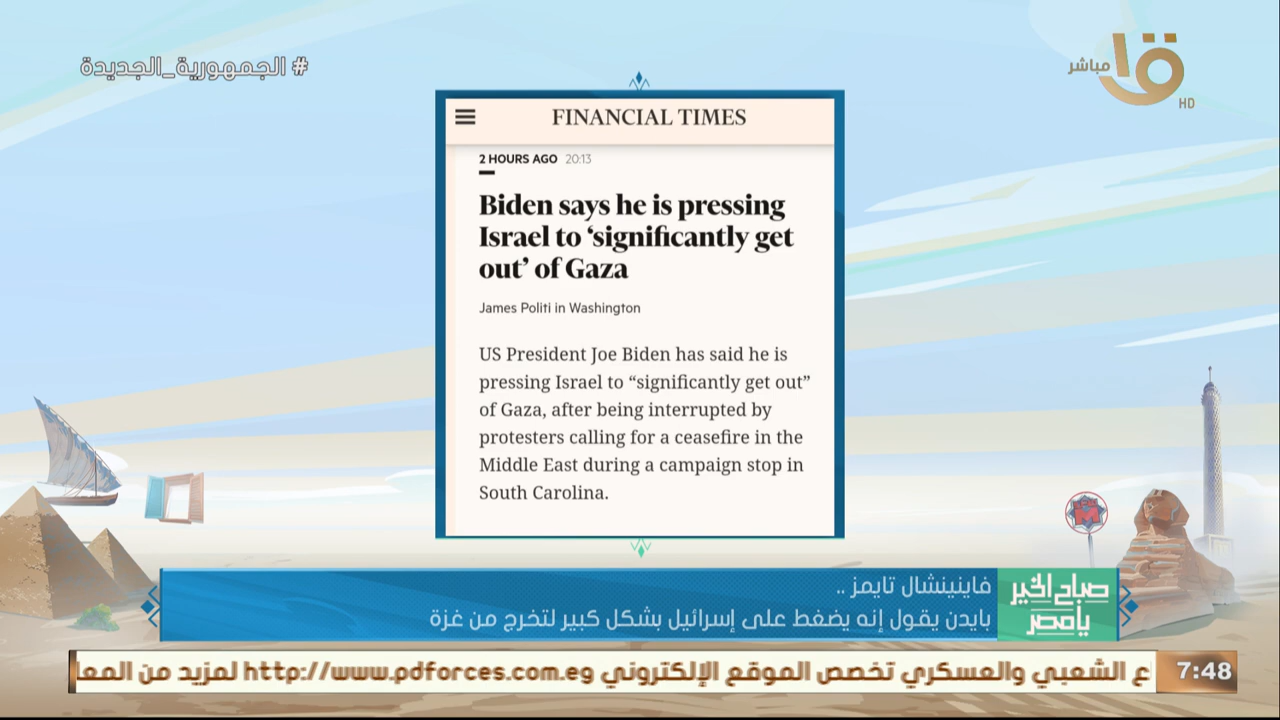 # الجمهورية_الجديدة
مباشر
HD
FINANCIAL TIMES
2 HOURS AGO 20:13
Biden says he is pressing
Israel to ‘significantly get
out’ of Gaza
James Politi in Washington
US President Joe Biden has said he is
pressing Israel to “significantly get out”
of Gaza, after being interrupted by
protesters calling for a ceasefire in the
Middle East during a campaign stop in
South Carolina.
M
صباح الخير
يا مصر
فاينينشال تايمز ..
بايدن يقول إنه يضغط على إسرائيل بشكل كبير لتخرج من غزة
ع الشعبي والعسكري تخصص الموقع الإلكتروني http://www.pdforces.com.eg لمزيد من المعا
7:48